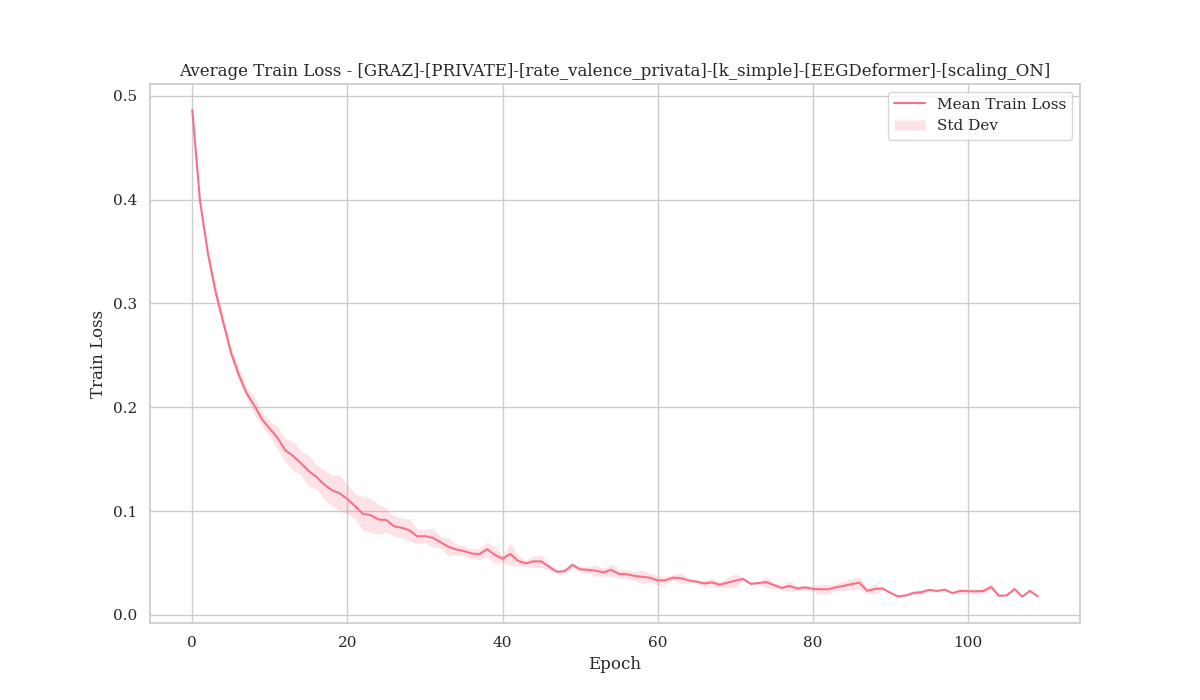 Average Train Loss - [GRAZ]-[PRIVATE]-[rate_valence_privata]-[k_simple]-[EEGDeformer]-[scaling_ON]
Mean Train Loss
Std Dev
Train Loss
0.5
0.4
0.3
0.2
0.1
0.0
0 20 40 60 80 100
Epoch